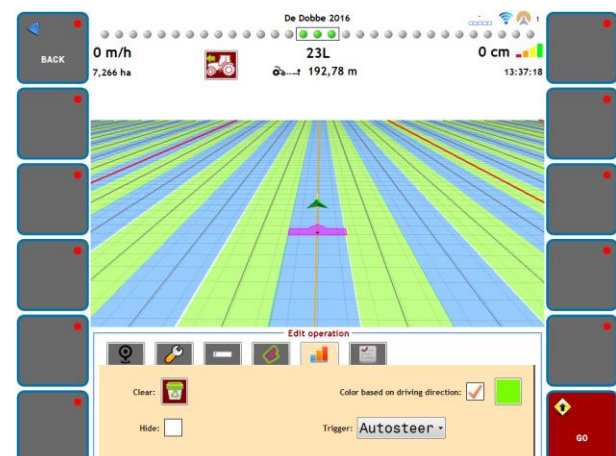 De Dobbe 2016
1
BACK
0 m/h
23L
0 cm
7,266 ha
192,78 m
13:37:18
Edit operation
Clear:
Color based on driving direction:
Hide:
Trigger: Autosteer
GO